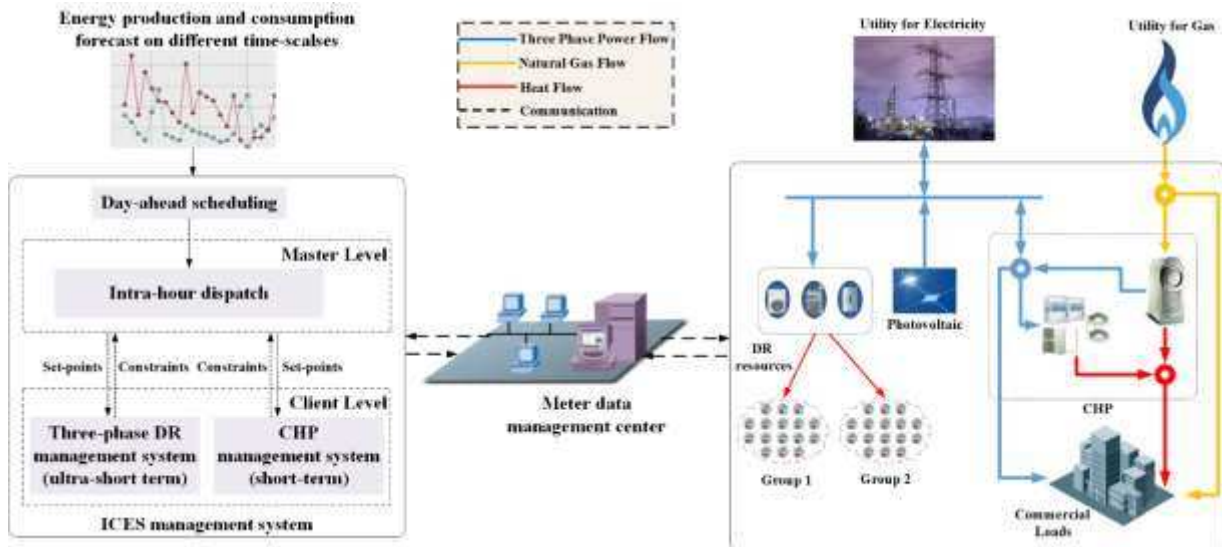 Energy production and consumption
forecast on different time-scalses
Three Phase Power Flow
Natural Gas Flow
Heat Flow
Communication
Utility for Electricity
Utility for Gas
Day-ahead scheduling
Master Level
Intra-hour dispatch
Set-points
Constraints
Constraints
Set-points
Client Level
Three-phase DR
management system
(ultra-short term)
CHP
management system
(short-term)
ICES management system
Meter data
management center
Photovoltaic
DR
resources
CHP
Group 1
Group 2
Commercial
Loads